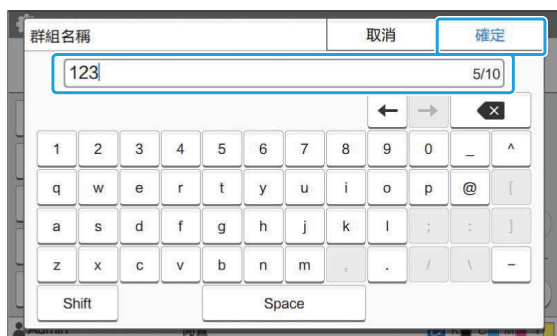 群組名稱 取消 確定
123 5/10
← → ×
1 2 3 4 5 6 7 8 9 0 _ ^
q w e r t y u i o p @ [
a s d f g h j k l ; : ]
z x c v b n m , . / \ −
Shift Space
Admin